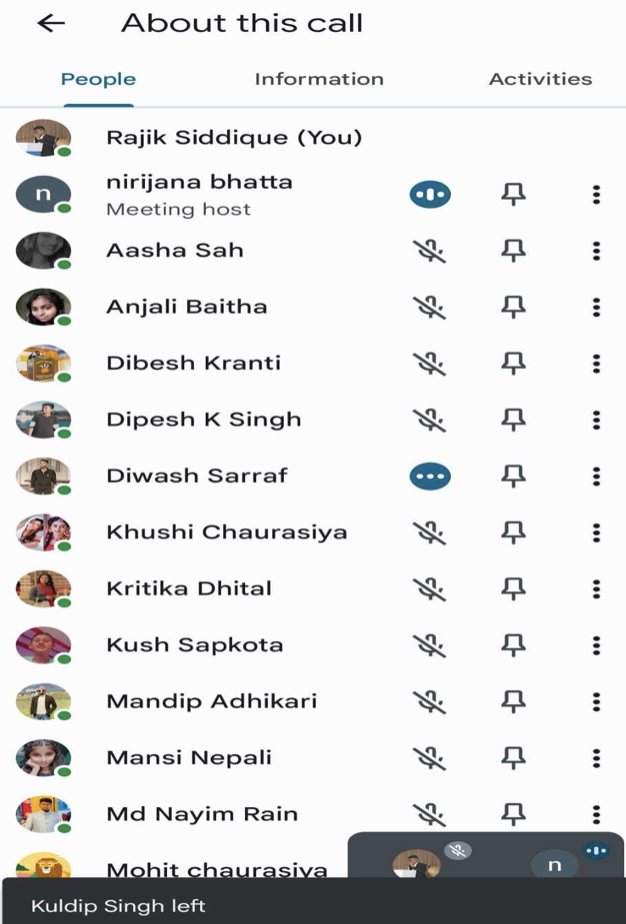 About this call
People Information Activities
Rajik Siddique (You)
n nirijana bhatta
Meeting host
Aasha Sah
Anjali Baitha
Dibesh Kranti
Dipesh K Singh
Diwash Sarraf
Khushi Chaurasiya
Kritika Dhital
Kush Sapkota
Mandip Adhikari
Mansi Nepali
Md Nayim Rain
Mohit chaurasiya
n
Kuldip Singh left